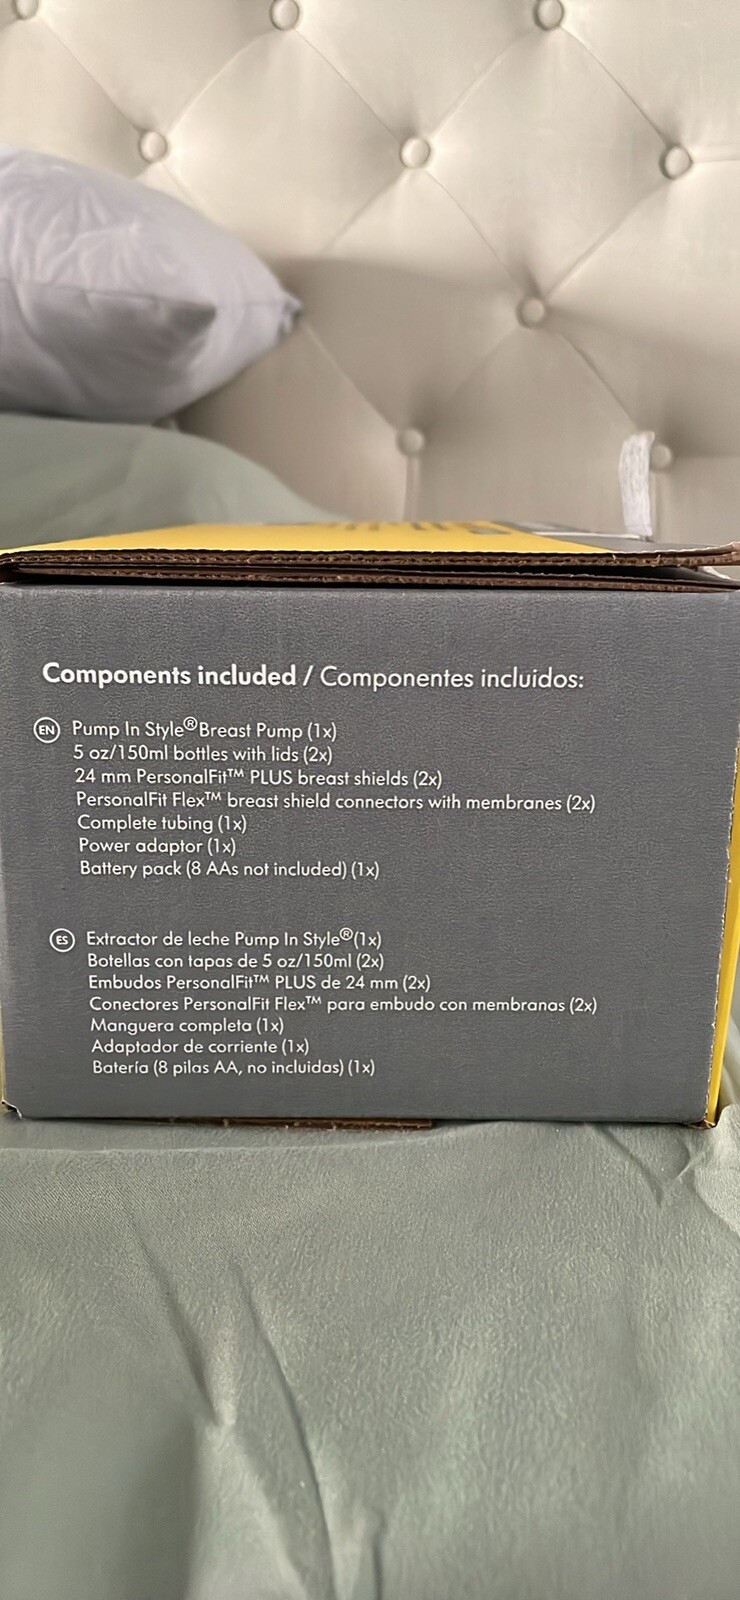 Components included / Componentes incluidos:
EN Pump In Style® Breast Pump (1x)
5 oz/150ml bottles with lids (2x)
24 mm PersonalFit™ PLUS breast shields (2x)
PersonalFit Flex™ breast shield connectors with membranes (2x)
Complete tubing (1x)
Power adaptor (1x)
Battery pack (8 AAs not included) (1x)
ES Extractor de leche Pump In Style® (1x)
Botellas con tapas de 5 oz/150ml (2x)
Embudos PersonalFit™ PLUS de 24 mm (2x)
Conectores PersonalFit Flex™ para embudo con membranas (2x)
Manguera completa (1x)
Adaptador de corriente (1x)
Batería (8 pilas AA, no incluidas) (1x)